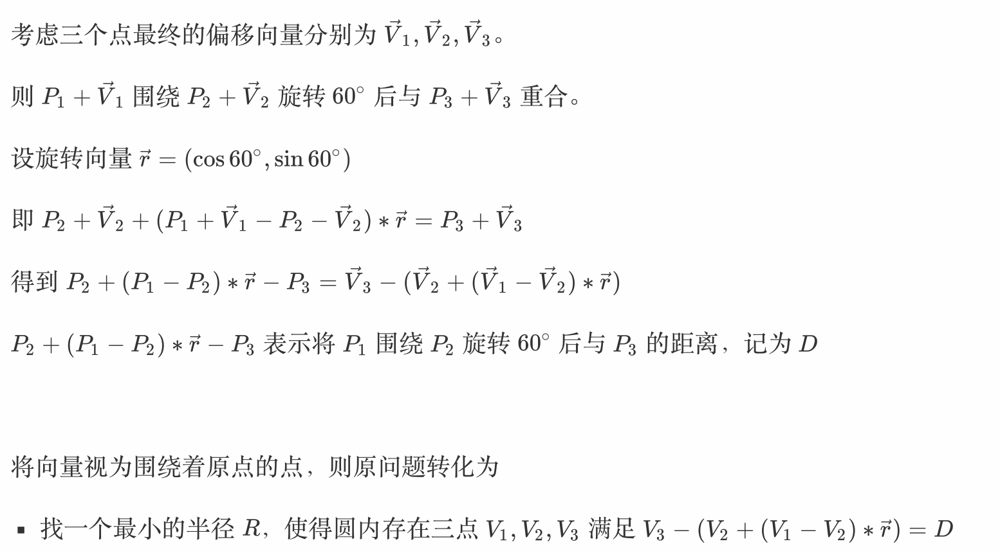 考虑三个点最终的偏移向量分别为 $\vec{V}_1, \vec{V}_2, \vec{V}_3$。
则 $P_1 + \vec{V}_1$ 围绕 $P_2 + \vec{V}_2$ 旋转 $60^\circ$ 后与 $P_3 + \vec{V}_3$ 重合。
设旋转向量 $\vec{r} = (\cos 60^\circ, \sin 60^\circ)$
即 $P_2 + \vec{V}_2 + (P_1 + \vec{V}_1 - P_2 - \vec{V}_2) * \vec{r} = P_3 + \vec{V}_3$
得到 $P_2 + (P_1 - P_2) * \vec{r} - P_3 = \vec{V}_3 - (\vec{V}_2 + (\vec{V}_1 - \vec{V}_2) * \vec{r})$
$P_2 + (P_1 - P_2) * \vec{r} - P_3$ 表示将 $P_1$ 围绕 $P_2$ 旋转 $60^\circ$ 后与 $P_3$ 的距离，记为 $D$
将向量视为围绕着原点的点，则原问题转化为
▪ 找一个最小的半径 $R$，使得圆内存在三点 $V_1, V_2, V_3$ 满足 $V_3 - (V_2 + (V_1 - V_2) * \vec{r}) = D$